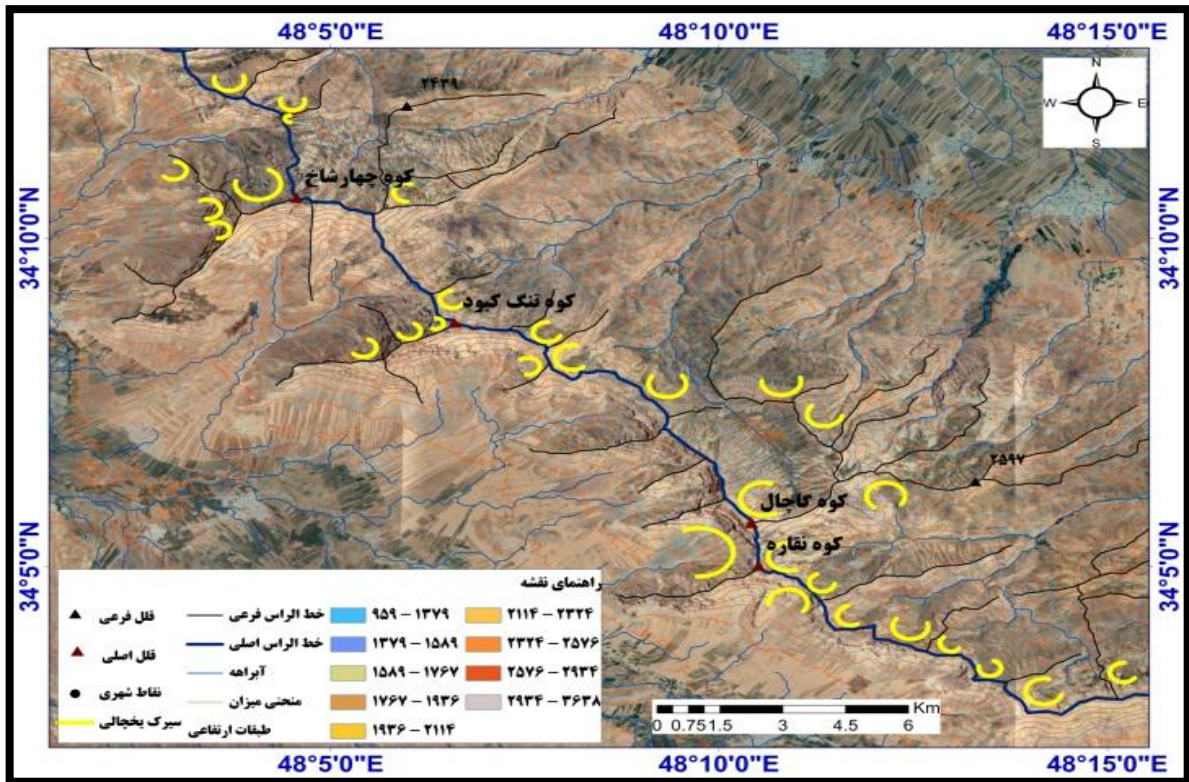 48°5'0"E 48°10'0"E 48°15'0"E
N
W E
S
۲۴۳۹
کوه چهارشاخ
34°10'0"N 34°10'0"N
کوه تنک کبود
۲۵۹۷
کوه کاچال
کوه نقاره
34°5'0"N 34°5'0"N
راهنمای نقشه
قلل فرعی
قلل اصلی
نقاط شهری
سیرک یخچالی
خط الراس فرعی
خط الراس اصلی
آبراهه
منحنی میزان
طبقات ارتفاعی
۹۵۹ – ۱۳۷۹
۱۳۷۹ – ۱۵۸۹
۱۵۸۹ – ۱۷۶۷
۱۷۶۷ – ۱۹۳۶
۱۹۳۶ – ۲۱۱۴
۲۱۱۴ – ۲۳۲۴
۲۳۲۴ – ۲۵۷۶
۲۵۷۶ – ۲۹۳۴
۲۹۳۴ – ۳۶۳۸
Km
0 0.75 1.5 3 4.5 6
48°5'0"E 48°10'0"E 48°15'0"E